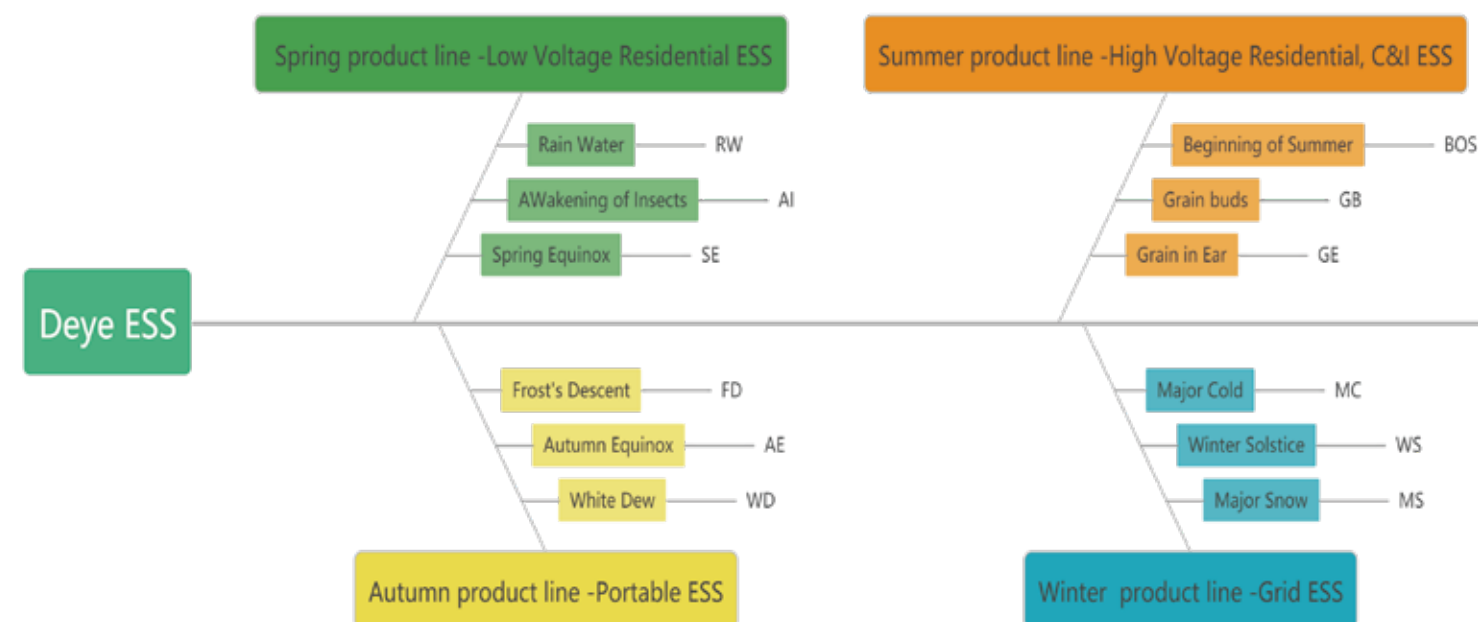 Spring product line -Low Voltage Residential ESS
Summer product line -High Voltage Residential, C&I ESS
Rain Water RW
AWakening of Insects AI
Spring Equinox SE
Beginning of Summer BOS
Grain buds GB
Grain in Ear GE
Deye ESS
Frost's Descent FD
Autumn Equinox AE
White Dew WD
Major Cold MC
Winter Solstice WS
Major Snow MS
Autumn product line -Portable ESS
Winter product line -Grid ESS